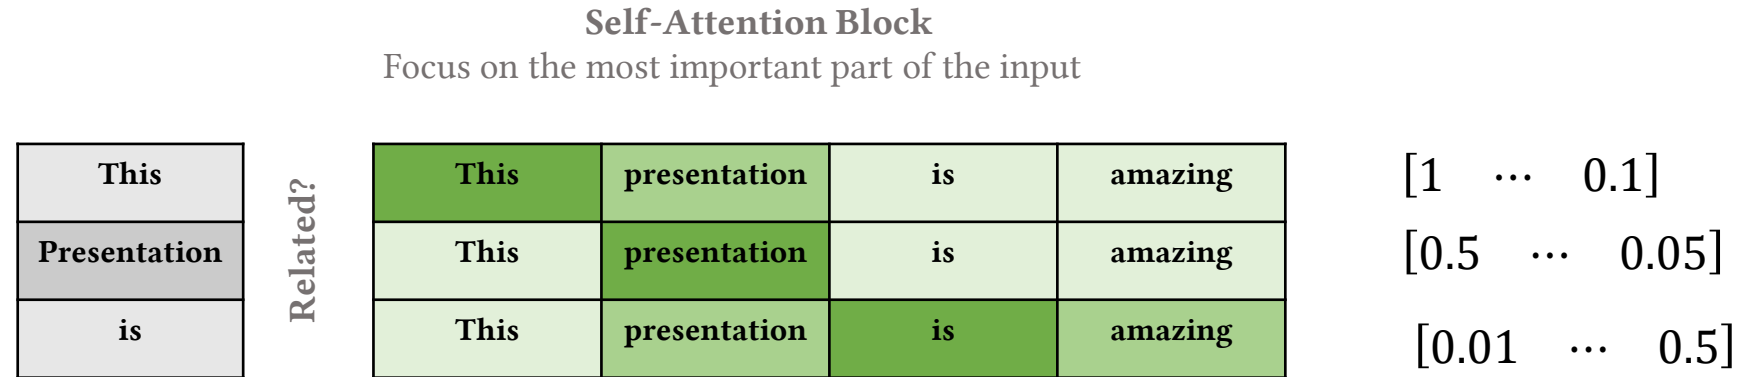 Self-Attention Block
Focus on the most important part of the input
Related?
This This presentation is amazing [1 ⋯ 0.1]
Presentation This presentation is amazing [0.5 ⋯ 0.05]
is This presentation is amazing [0.01 ⋯ 0.5]